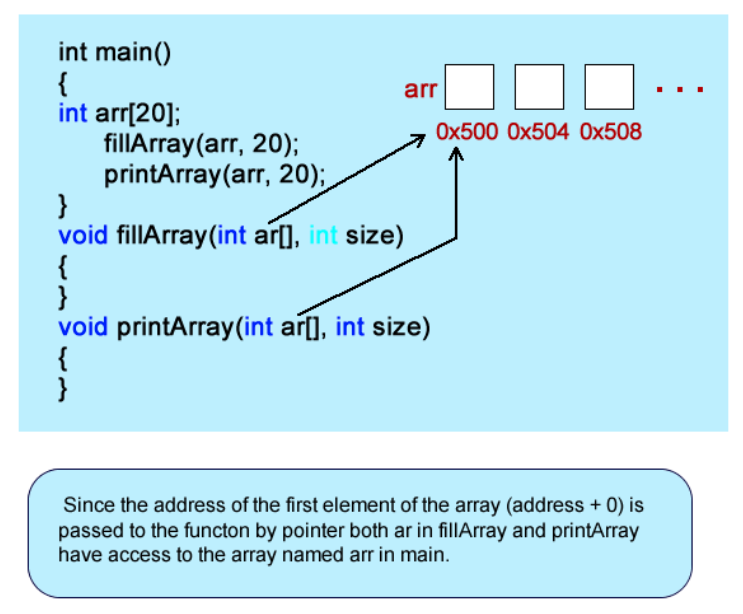 int main()
{
int arr[20];
fillArray(arr, 20);
printArray(arr, 20);
}
void fillArray(int ar[], int size)
{
}
void printArray(int ar[], int size)
{
}
arr
. . .
0x500 0x504 0x508
Since the address of the first element of the array (address + 0) is
passed to the functon by pointer both ar in fillArray and printArray
have access to the array named arr in main.